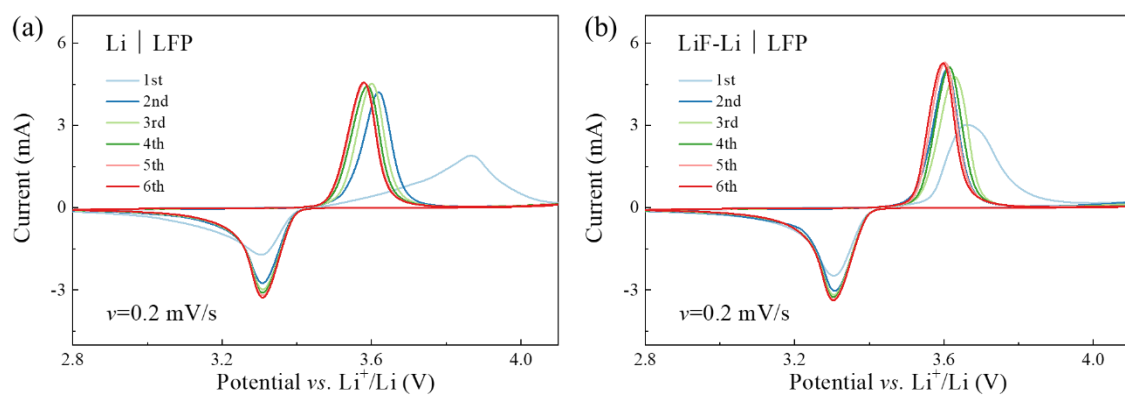 (a)
Li | LFP
1st
2nd
3rd
4th
5th
6th
v=0.2 mV/s
6
3
0
-3
Current (mA)
2.8
3.2
3.6
4.0
Potential vs. Li⁺/Li (V)
(b)
LiF-Li | LFP
1st
2nd
3rd
4th
5th
6th
v=0.2 mV/s
6
3
0
-3
Current (mA)
2.8
3.2
3.6
4.0
Potential vs. Li⁺/Li (V)